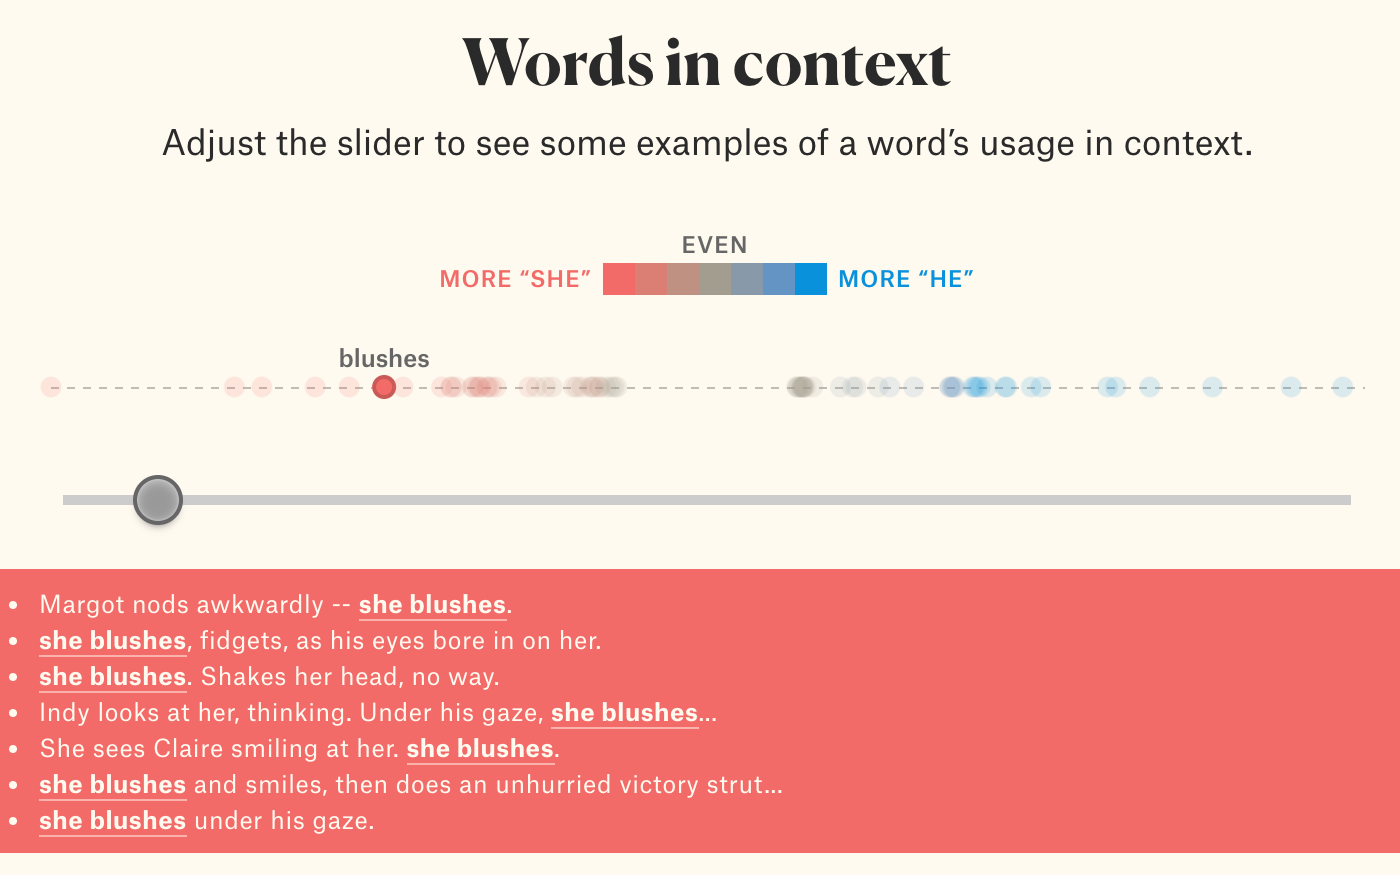 Words in context
Adjust the slider to see some examples of a word’s usage in context.
EVEN
MORE “SHE”
MORE “HE”
blushes
Margot nods awkwardly -- she blushes.
she blushes, fidgets, as his eyes bore in on her.
she blushes. Shakes her head, no way.
Indy looks at her, thinking. Under his gaze, she blushes...
She sees Claire smiling at her. she blushes.
she blushes and smiles, then does an unhurried victory strut...
she blushes under his gaze.